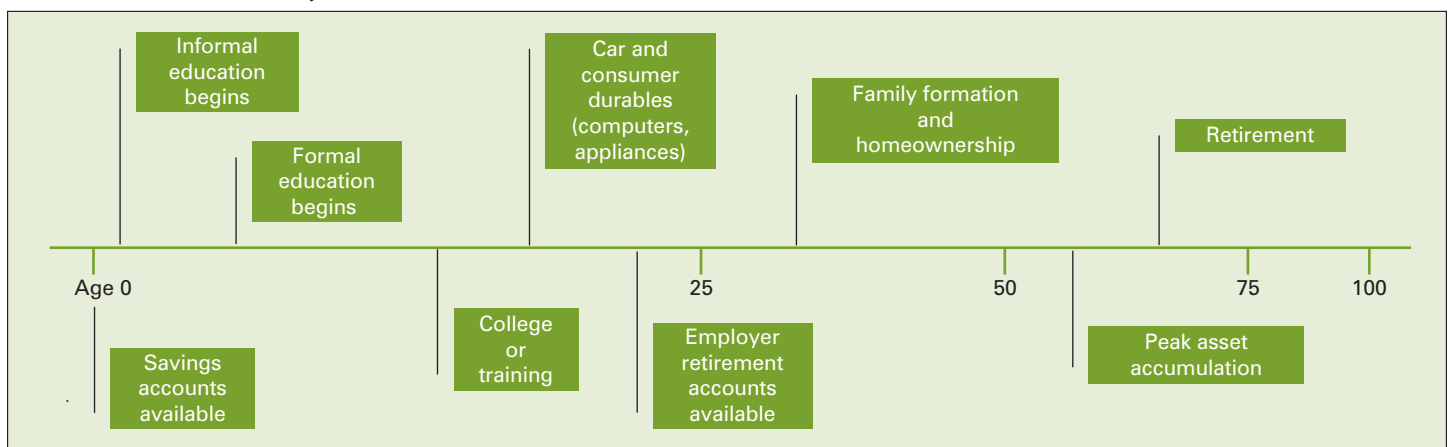 Informal
education
begins
Formal
education
begins
Car and
consumer
durables
(computers,
appliances)
Family formation
and
homeownership
Retirement
Age 0
25
50
75
100
Savings
accounts
available
College
or
training
Employer
retirement
accounts
available
Peak asset
accumulation